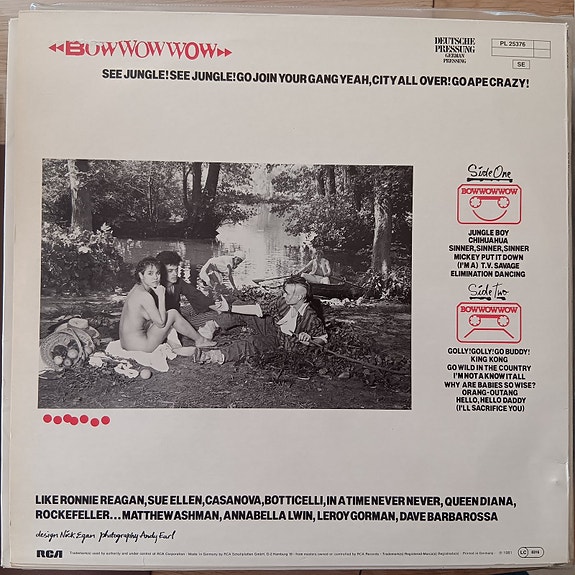 BOWWOWWOW
DEUTSCHE
PRESSUNG
GERMAN
PRESSING
PL 25376
SE
SEE JUNGLE! SEE JUNGLE! GO JOIN YOUR GANG YEAH, CITY ALL OVER! GO APE CRAZY!
Side One
BOWWOWWOW
JUNGLE BOY
CHIHUAHUA
SINNER, SINNER, SINNER
MICKEY PUT IT DOWN
(I'M A) T.V. SAVAGE
ELIMINATION DANCING
Side Two
BOWWOWWOW
GOLLY! GOLLY! GO BUDDY!
KING KONG
GO WILD IN THE COUNTRY
I'M NOT A KNOW IT ALL
WHY ARE BABIES SO WISE?
ORANG-OUTANG
HELLO, HELLO DADDY
(I'LL SACRIFICE YOU)
LIKE RONNIE REAGAN, SUE ELLEN, CASANOVA, BOTTICELLI, IN A TIME NEVER NEVER, QUEEN DIANA,
ROCKEFELLER... MATTHEW ASHMAN, ANNABELLA LWIN, LEROY GORMAN, DAVE BARBAROSSA
design Nick Egan photography Andy Earl
RCA
LC